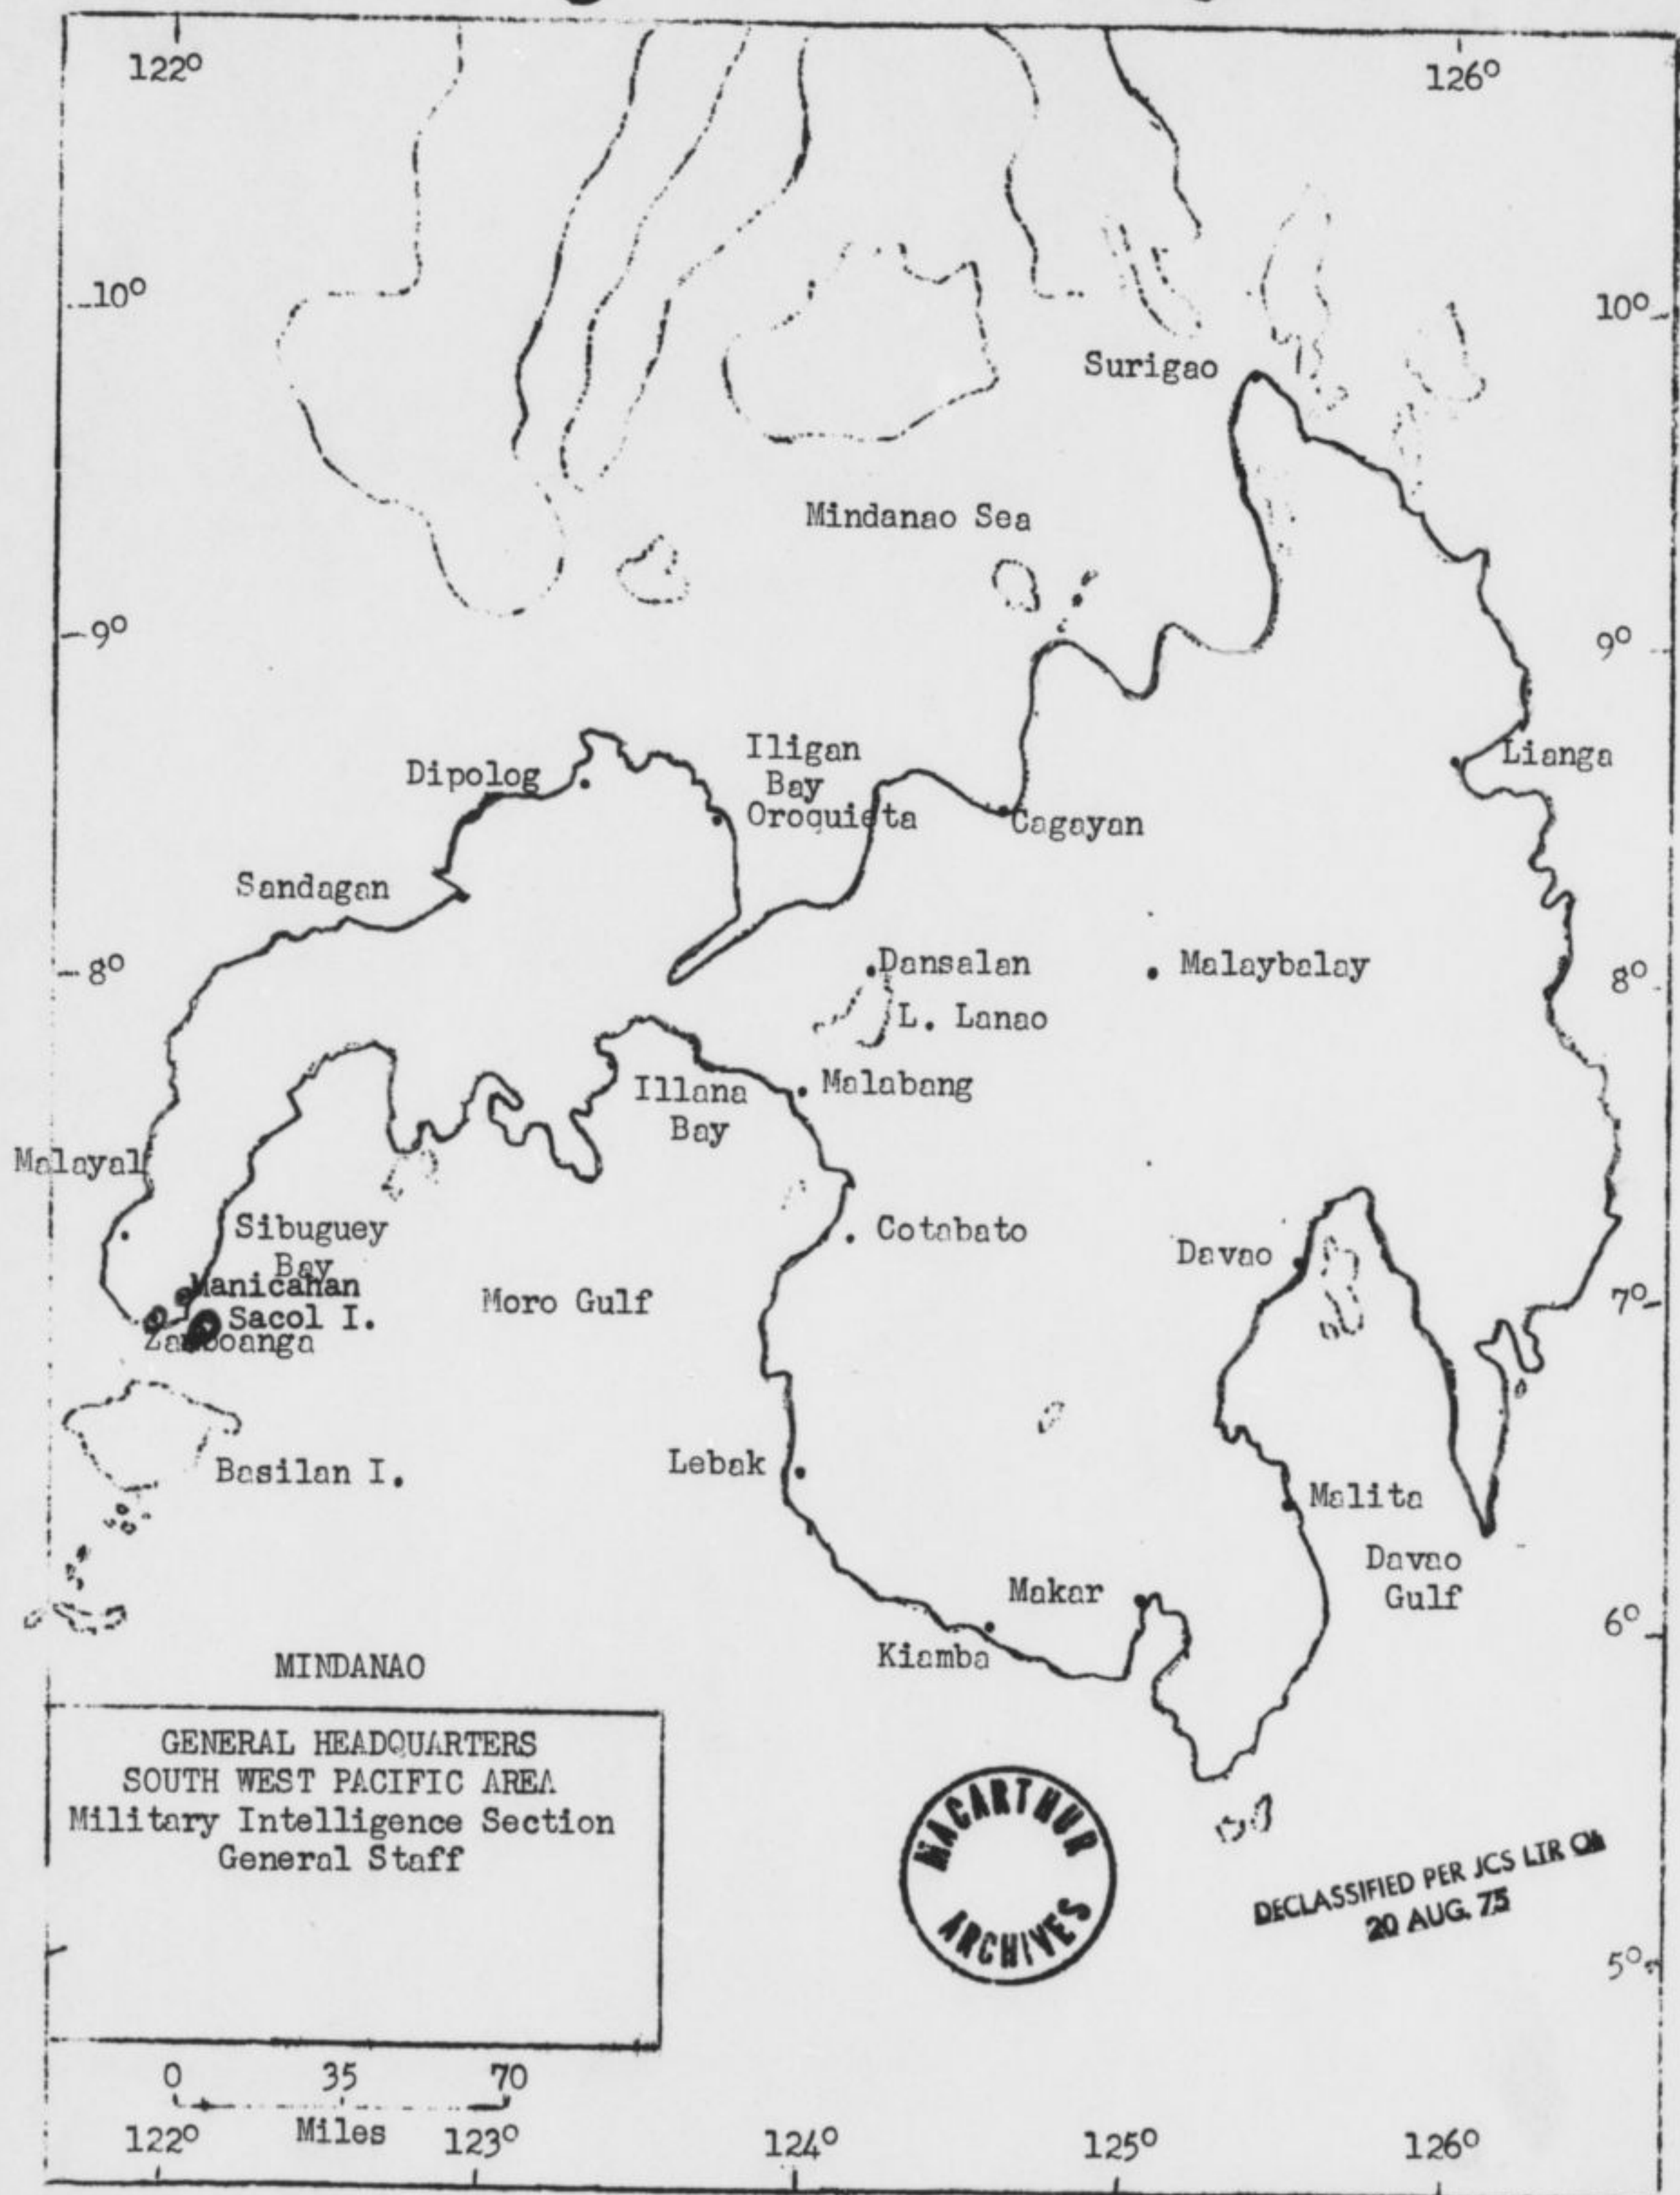 122°
126°
10°
10°
Surigao
Mindanao Sea
9°
9°
Iligan
Bay
Dipolog
Oroquieta
Cagayan
Lianga
Sandagan
8°
Dansalan
Malaybalay
8°
L. Lanao
Illana
Bay
Malabang
Malayal
Sibuguey
Bay
Cotabato
Davao
Manicahan
Moro Gulf
7°
Sacol I.
Zamboanga
Basilan I.
Lebak
Malita
Davao
Gulf
Makar
6°
Kiamba
MINDANAO
GENERAL HEADQUARTERS
SOUTH WEST PACIFIC AREA
Military Intelligence Section
General Staff
MACARTHUR
ARCHIVES
DECLASSIFIED PER JCS LTR OF
20 AUG. 75
5°
0 35 70
Miles
122° 123° 124° 125° 126°